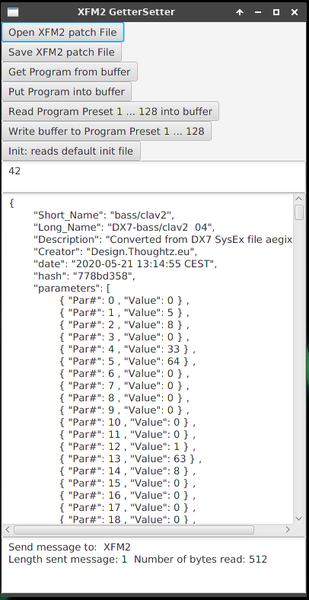 XFM2 GetterSetter
Open XFM2 patch File
Save XFM2 patch File
Get Program from buffer
Put Program into buffer
Read Program Preset 1 ... 128 into buffer
Write buffer to Program Preset 1 ... 128
Init: reads default init file
42
{
"Short_Name": "bass/clav2",
"Long_Name": "DX7-bass/clav2  04",
"Description": "Converted from DX7 SysEx file aegix
"Creator": "Design.Thoughtz.eu",
"date": "2020-05-21 13:14:55 CEST",
"hash": "778bd358",
"parameters": [
{ "Par#": 0 , "Value": 0 } ,
{ "Par#": 1 , "Value": 5 } ,
{ "Par#": 2 , "Value": 8 } ,
{ "Par#": 3 , "Value": 0 } ,
{ "Par#": 4 , "Value": 33 } ,
{ "Par#": 5 , "Value": 64 } ,
{ "Par#": 6 , "Value": 0 } ,
{ "Par#": 7 , "Value": 0 } ,
{ "Par#": 8 , "Value": 0 } ,
{ "Par#": 9 , "Value": 0 } ,
{ "Par#": 10 , "Value": 0 } ,
{ "Par#": 11 , "Value": 0 } ,
{ "Par#": 12 , "Value": 1 } ,
{ "Par#": 13 , "Value": 63 } ,
{ "Par#": 14 , "Value": 8 } ,
{ "Par#": 15 , "Value": 0 } ,
{ "Par#": 16 , "Value": 0 } ,
{ "Par#": 17 , "Value": 0 } ,
{ "Par#": 18 , "Value": 0 } ,
Send message to:  XFM2
Length sent message: 1  Number of bytes read: 512